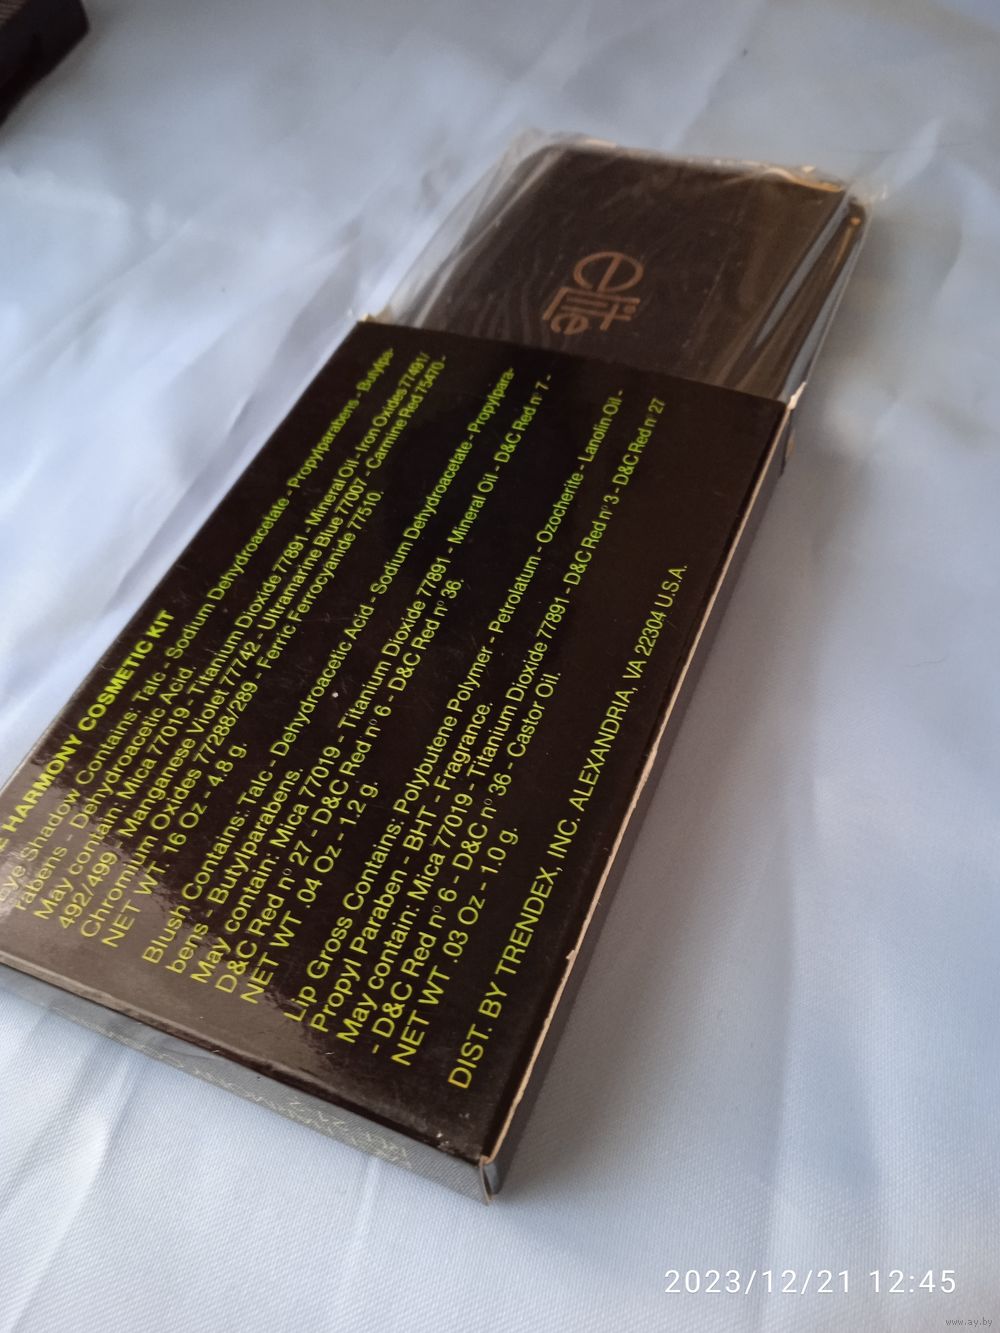 elite
HARMONY COSMETIC KIT
Eye Shadow Contains: Talc - Sodium Dehydroacetate - Propylparabens - Butylpa-
rabens - Dehydroacetic Acid.
May contain: Mica 77019 - Titanium Dioxide 77891 - Mineral Oil - Iron Oxides 77491/
492/499 - Manganese Violet 77742 - Ultramarine Blue 77007 - Carmine Red 75470 -
Chromium Oxides 77288/289 - Ferric Ferrocyanide 77510.
NET WT .16 Oz - 4.8 g.
Blush Contains: Talc - Dehydroacetic Acid - Sodium Dehydroacetate - Propylpara-
bens - Butylparabens.
May contain: Mica 77019 - Titanium Dioxide 77891 - Mineral Oil - D&C Red n° 7 -
D&C Red n° 27 - D&C Red n° 6 - D&C Red n° 36.
NET WT .04 Oz - 1.2 g.
Lip Gross Contains: Polybutene Polymer - Petrolatum - Ozocherite - Lanolin Oil -
Propyl Paraben - BHT - Fragrance.
May contain: Mica 77019 - Titanium Dioxide 77891 - D&C Red n° 3 - D&C Red n° 27
- D&C Red n° 6 - D&C n° 36 - Castor Oil.
NET WT .03 Oz - 1.0 g.
DIST. BY TRENDEX, INC. ALEXANDRIA, VA 22304 U.S.A.
2023/12/21 12:45
www.ay.by